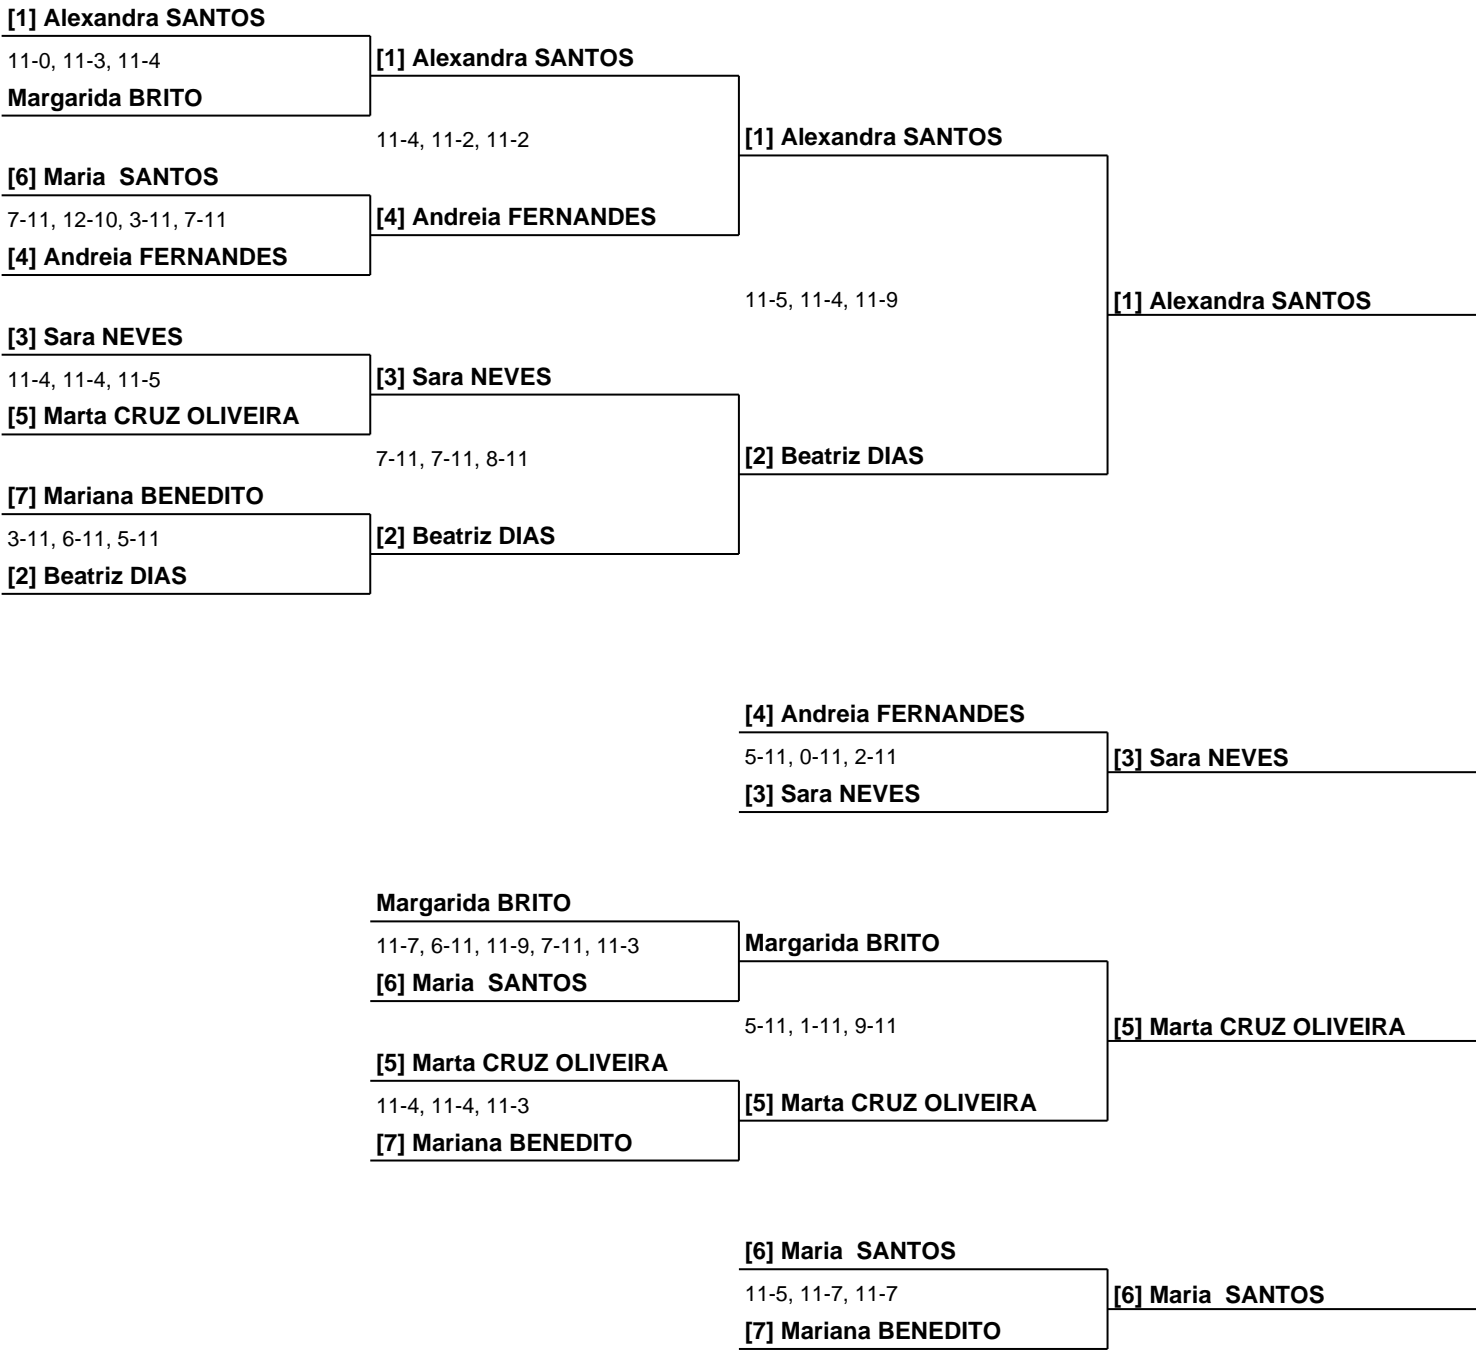 [1] Alexandra SANTOS
11-0, 11-3, 11-4
[1] Alexandra SANTOS
Margarida BRITO
11-4, 11-2, 11-2
[1] Alexandra SANTOS
[6] Maria  SANTOS
7-11, 12-10, 3-11, 7-11
[4] Andreia FERNANDES
[4] Andreia FERNANDES
11-5, 11-4, 11-9
[1] Alexandra SANTOS
[3] Sara NEVES
11-4, 11-4, 11-5
[3] Sara NEVES
[5] Marta CRUZ OLIVEIRA
7-11, 7-11, 8-11
[2] Beatriz DIAS
[7] Mariana BENEDITO
3-11, 6-11, 5-11
[2] Beatriz DIAS
[2] Beatriz DIAS
[4] Andreia FERNANDES
5-11, 0-11, 2-11
[3] Sara NEVES
[3] Sara NEVES
Margarida BRITO
11-7, 6-11, 11-9, 7-11, 11-3
Margarida BRITO
[6] Maria  SANTOS
5-11, 1-11, 9-11
[5] Marta CRUZ OLIVEIRA
[5] Marta CRUZ OLIVEIRA
11-4, 11-4, 11-3
[5] Marta CRUZ OLIVEIRA
[7] Mariana BENEDITO
[6] Maria  SANTOS
11-5, 11-7, 11-7
[6] Maria  SANTOS
[7] Mariana BENEDITO